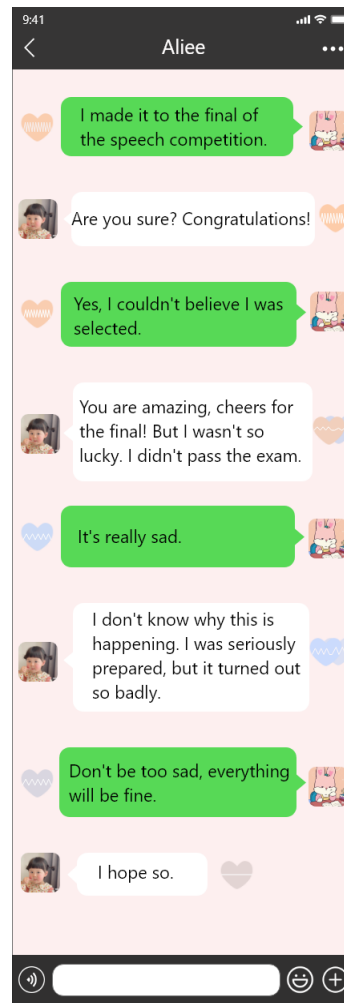 9:41
Aliee
I made it to the final of
the speech competition.
Are you sure? Congratulations!
Yes, I couldn't believe I was
selected.
You are amazing, cheers for
the final! But I wasn't so
lucky. I didn't pass the exam.
It's really sad.
I don't know why this is
happening. I was seriously
prepared, but it turned out
so badly.
Don't be too sad, everything
will be fine.
I hope so.